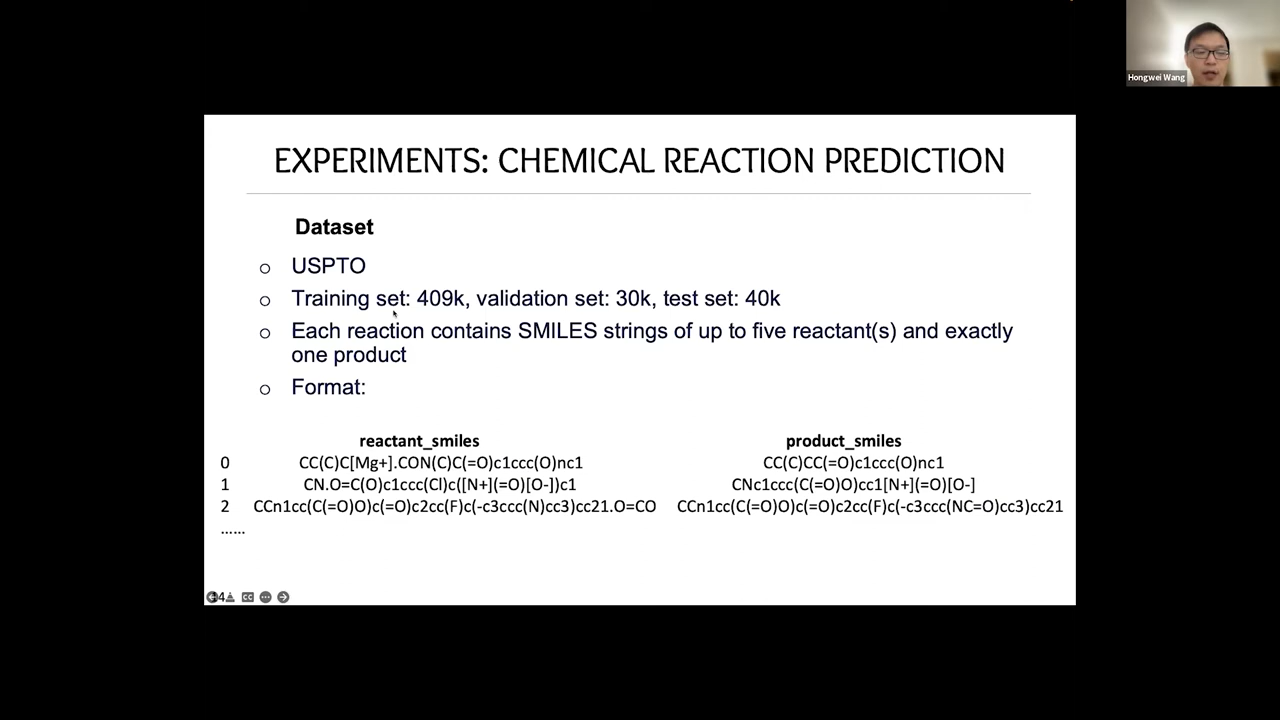 Hongwei Wang
EXPERIMENTS: CHEMICAL REACTION PREDICTION
Dataset
USPTO
Training set: 409k, validation set: 30k, test set: 40k
Each reaction contains SMILES strings of up to five reactant(s) and exactly
one product
Format:
reactant_smiles product_smiles
0 CC(C)C[Mg+].CON(C)C(=O)c1ccc(O)nc1 CC(C)CC(=O)c1ccc(O)nc1
1 CN.O=C(O)c1ccc(Cl)c([N+](=O)[O-])c1 CNc1ccc(C(=O)O)cc1[N+](=O)[O-]
2 CCn1cc(C(=O)O)c(=O)c2cc(F)c(-c3ccc(N)cc3)cc21.O=CO CCn1cc(C(=O)O)c(=O)c2cc(F)c(-c3ccc(NC=O)cc3)cc21
……